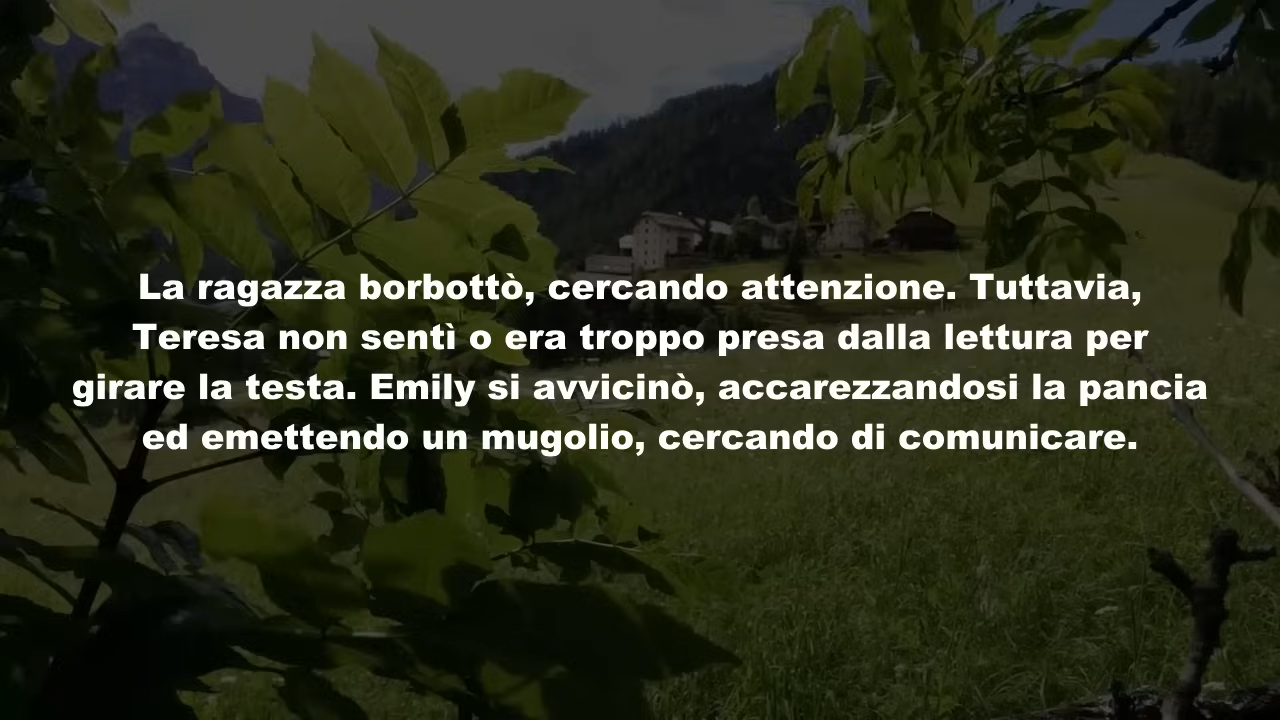 La ragazza borbottò, cercando attenzione. Tuttavia,
Teresa non sentì o era troppo presa dalla lettura per
girare la testa. Emily si avvicinò, accarezzandosi la pancia
ed emettendo un mugolio, cercando di comunicare.